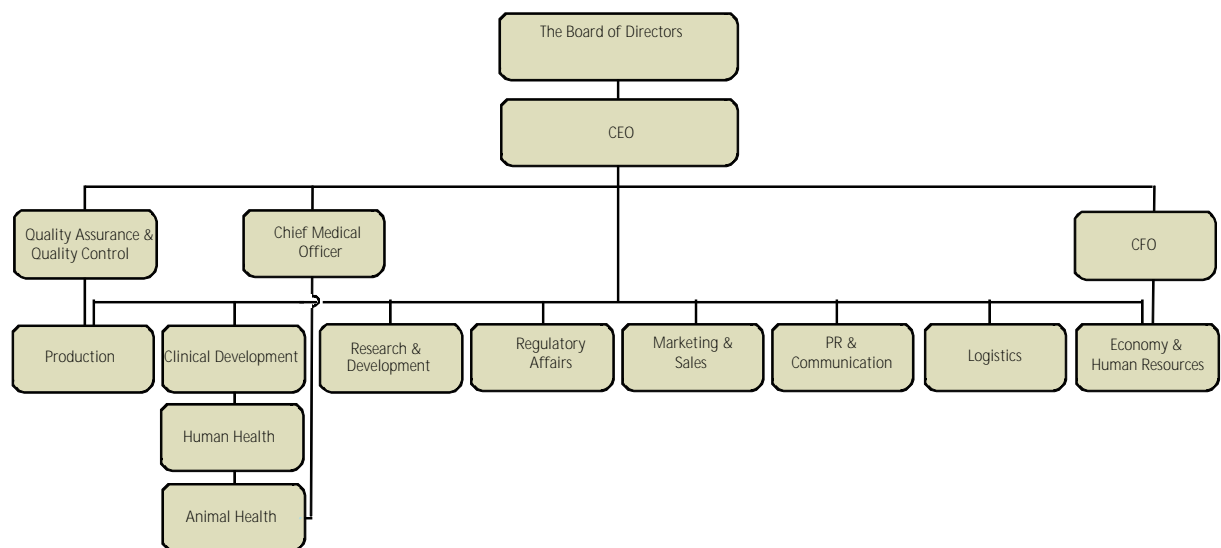 The Board of Directors
CEO
Quality Assurance &
Quality Control
Chief Medical
Officer
CFO
Production
Clinical Development
Research &
Development
Regulatory
Affairs
Marketing &
Sales
PR &
Communication
Logistics
Economy &
Human Resources
Human Health
Animal Health